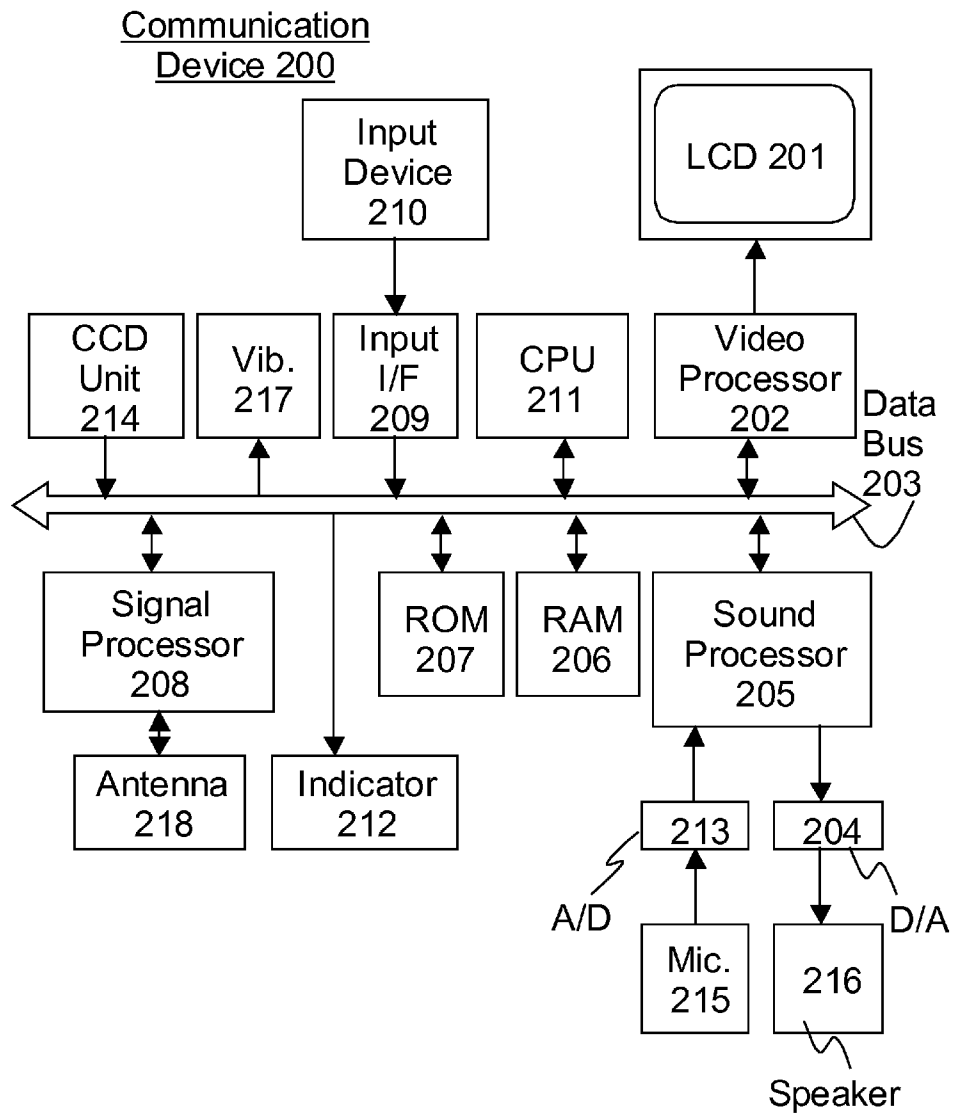 Communication
Device 200
Input
Device
210
LCD 201
CCD
Unit
214
Vib.
217
Input
I/F
209
CPU
211
Video
Processor
202
Data
Bus
203
Signal
Processor
208
ROM
207
RAM
206
Sound
Processor
205
Antenna
218
Indicator
212
213
204
A/D
D/A
Mic.
215
216
Speaker